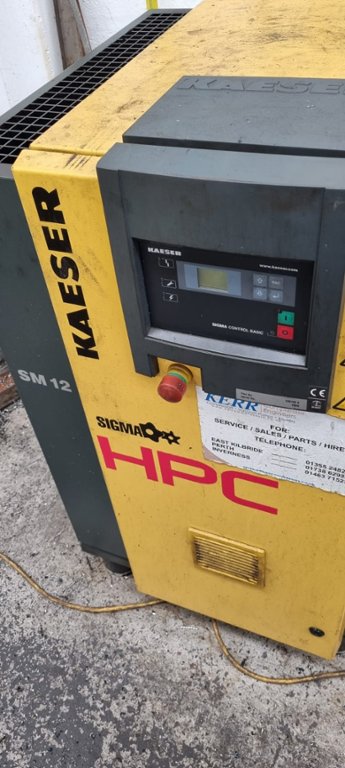 KAESER
KAESER
KAESER
www.kaeser.com
SIGMA CONTROL BASIC
I
SM 12
CE
KERR
FOR:
SERVICE / SALES / PARTS / HIRE
TELEPHONE:
EAST KILBRIDE
PERTH
INVERNESS
SIGMA
HPC